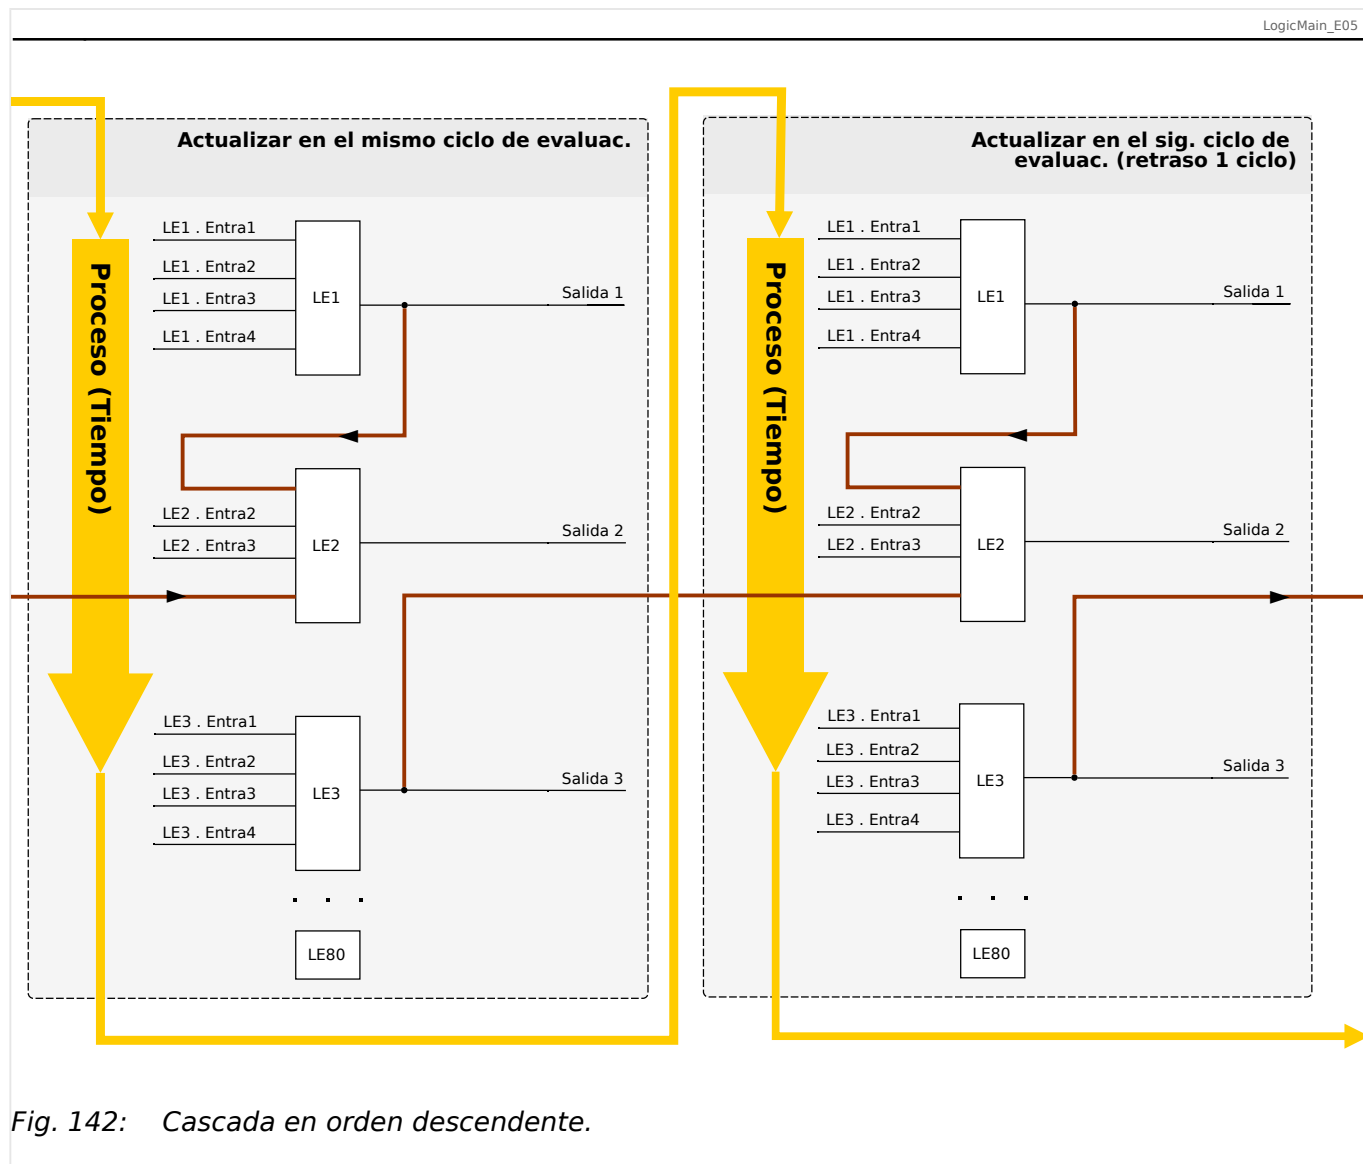 LogicMain_E05
Actualizar en el mismo ciclo de evaluac.
Proceso (Tiempo)
LE1 . Entra1
LE1 . Entra2
LE1 . Entra3
LE1 . Entra4
LE1
Salida 1
LE2 . Entra2
LE2 . Entra3
LE2
Salida 2
LE3 . Entra1
LE3 . Entra2
LE3 . Entra3
LE3 . Entra4
LE3
Salida 3
. . .
LE80
Actualizar en el sig. ciclo de
evaluac. (retraso 1 ciclo)
Proceso (Tiempo)
LE1 . Entra1
LE1 . Entra2
LE1 . Entra3
LE1 . Entra4
LE1
Salida 1
LE2 . Entra2
LE2 . Entra3
LE2
Salida 2
LE3 . Entra1
LE3 . Entra2
LE3 . Entra3
LE3 . Entra4
LE3
Salida 3
. . .
LE80
Fig. 142: Cascada en orden descendente.